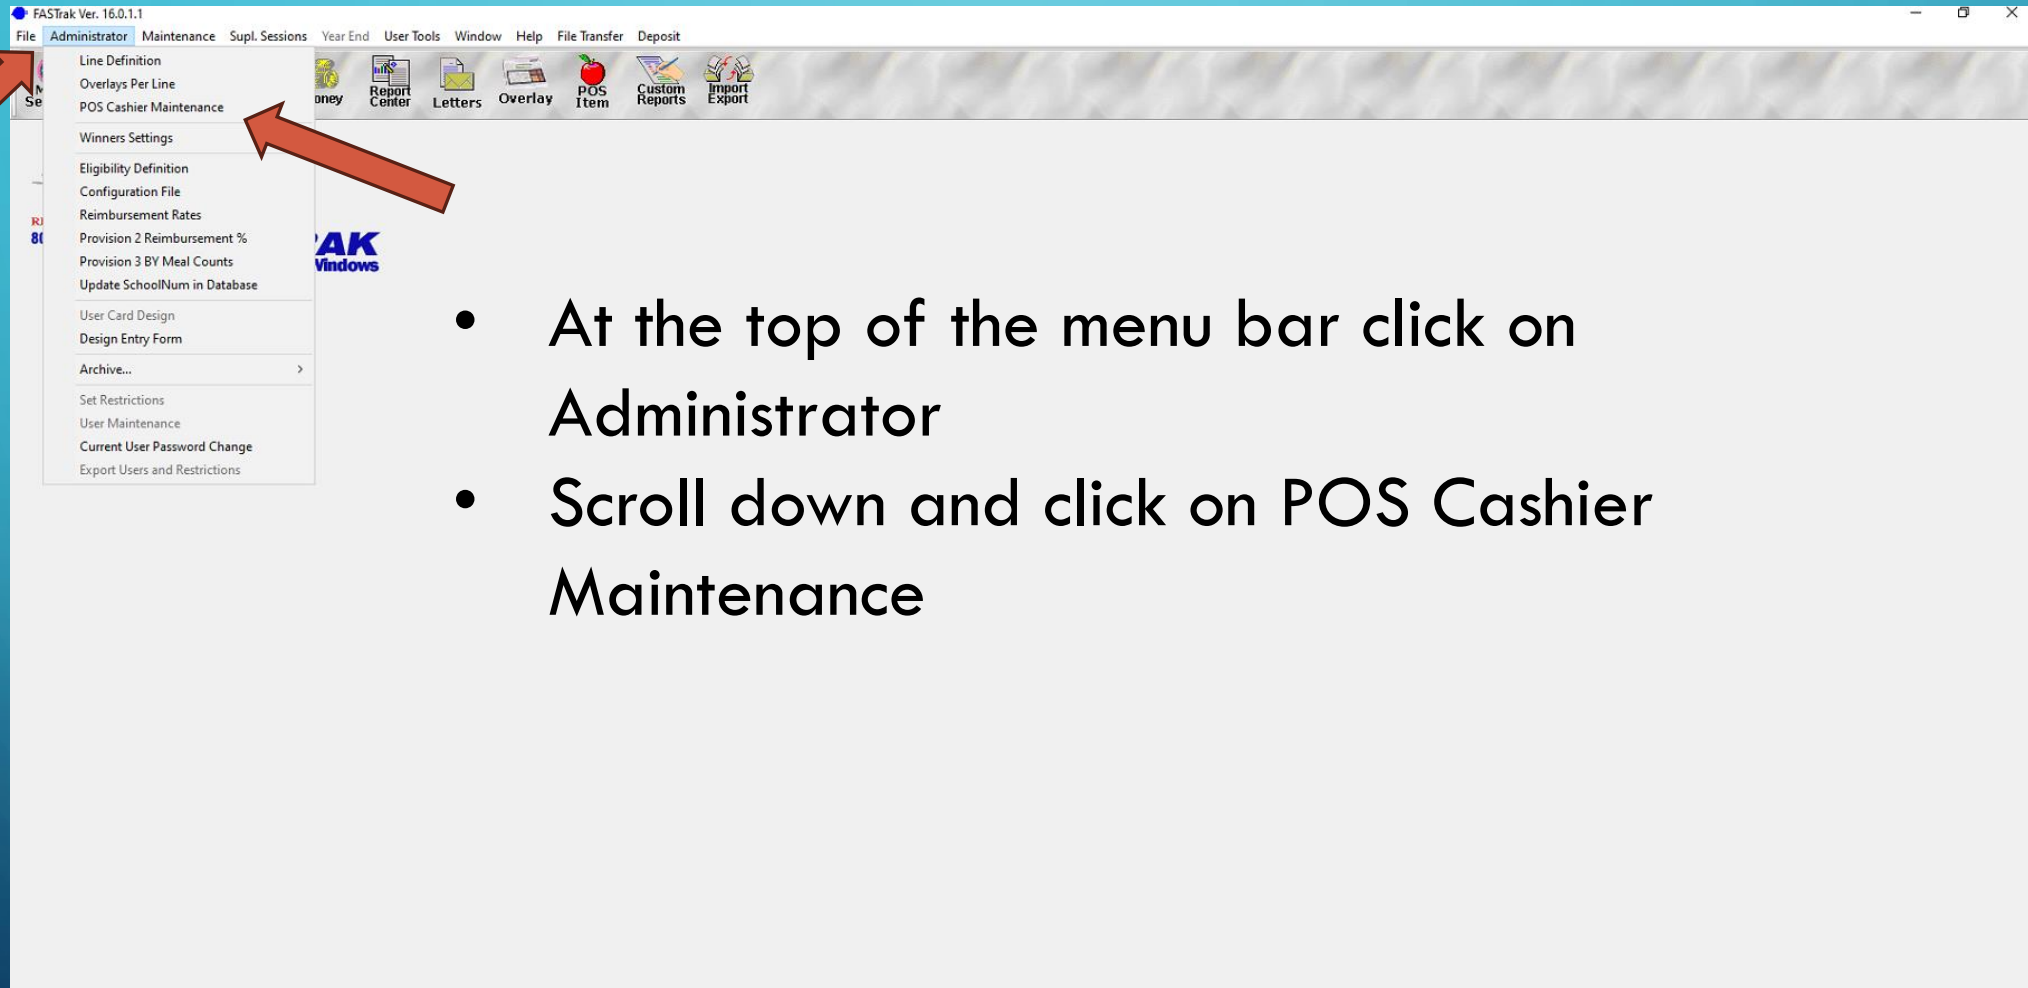 FASTrak Ver. 16.0.1.1
File Administrator Maintenance Supl. Sessions Year End User Tools Window Help File Transfer Deposit
Line Definition
Overlays Per Line
POS Cashier Maintenance
Winners Settings
Eligibility Definition
Configuration File
Reimbursement Rates
Provision 2 Reimbursement %
Provision 3 BY Meal Counts
Update SchoolNum in Database
User Card Design
Design Entry Form
Archive...
Set Restrictions
User Maintenance
Current User Password Change
Export Users and Restrictions
Report Center
Letters
Overlay
POS Item
Custom Reports
Import Export
• At the top of the menu bar click on
Administrator
• Scroll down and click on POS Cashier
Maintenance